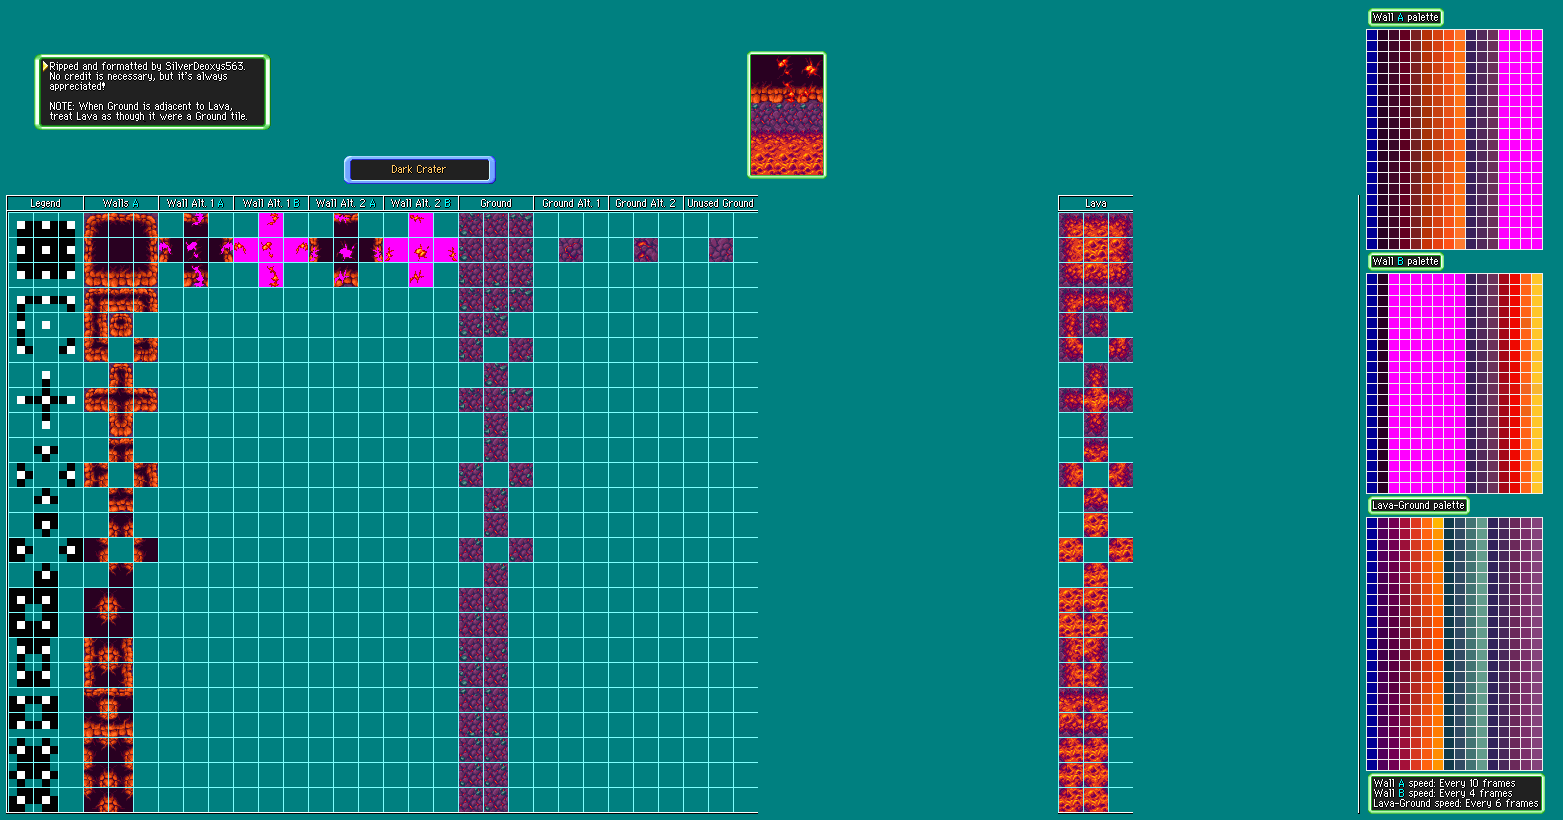 Wall A palette
Ripped and formatted by SilverDeoxys563.
No credit is necessary, but it's always
appreciated!
NOTE: When Ground is adjacent to Lava,
treat Lava as though it were a Ground tile.
Dark Crater
Legend
Walls A
Wall Alt. 1 A
Wall Alt. 1 B
Wall Alt. 2 A
Wall Alt. 2 B
Ground
Ground Alt. 1
Ground Alt. 2
Unused Ground
Lava
Wall B palette
Lava-Ground palette
Wall A speed: Every 10 frames
Wall B speed: Every 4 frames
Lava-Ground speed: Every 6 frames